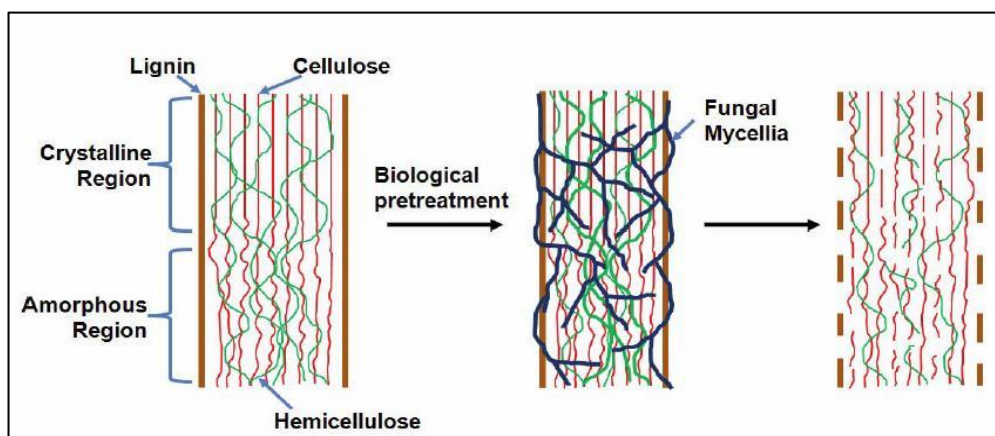 Lignin
Cellulose
Crystalline
Region
Amorphous
Region
Hemicellulose
Biological
pretreatment
Fungal
Mycellia